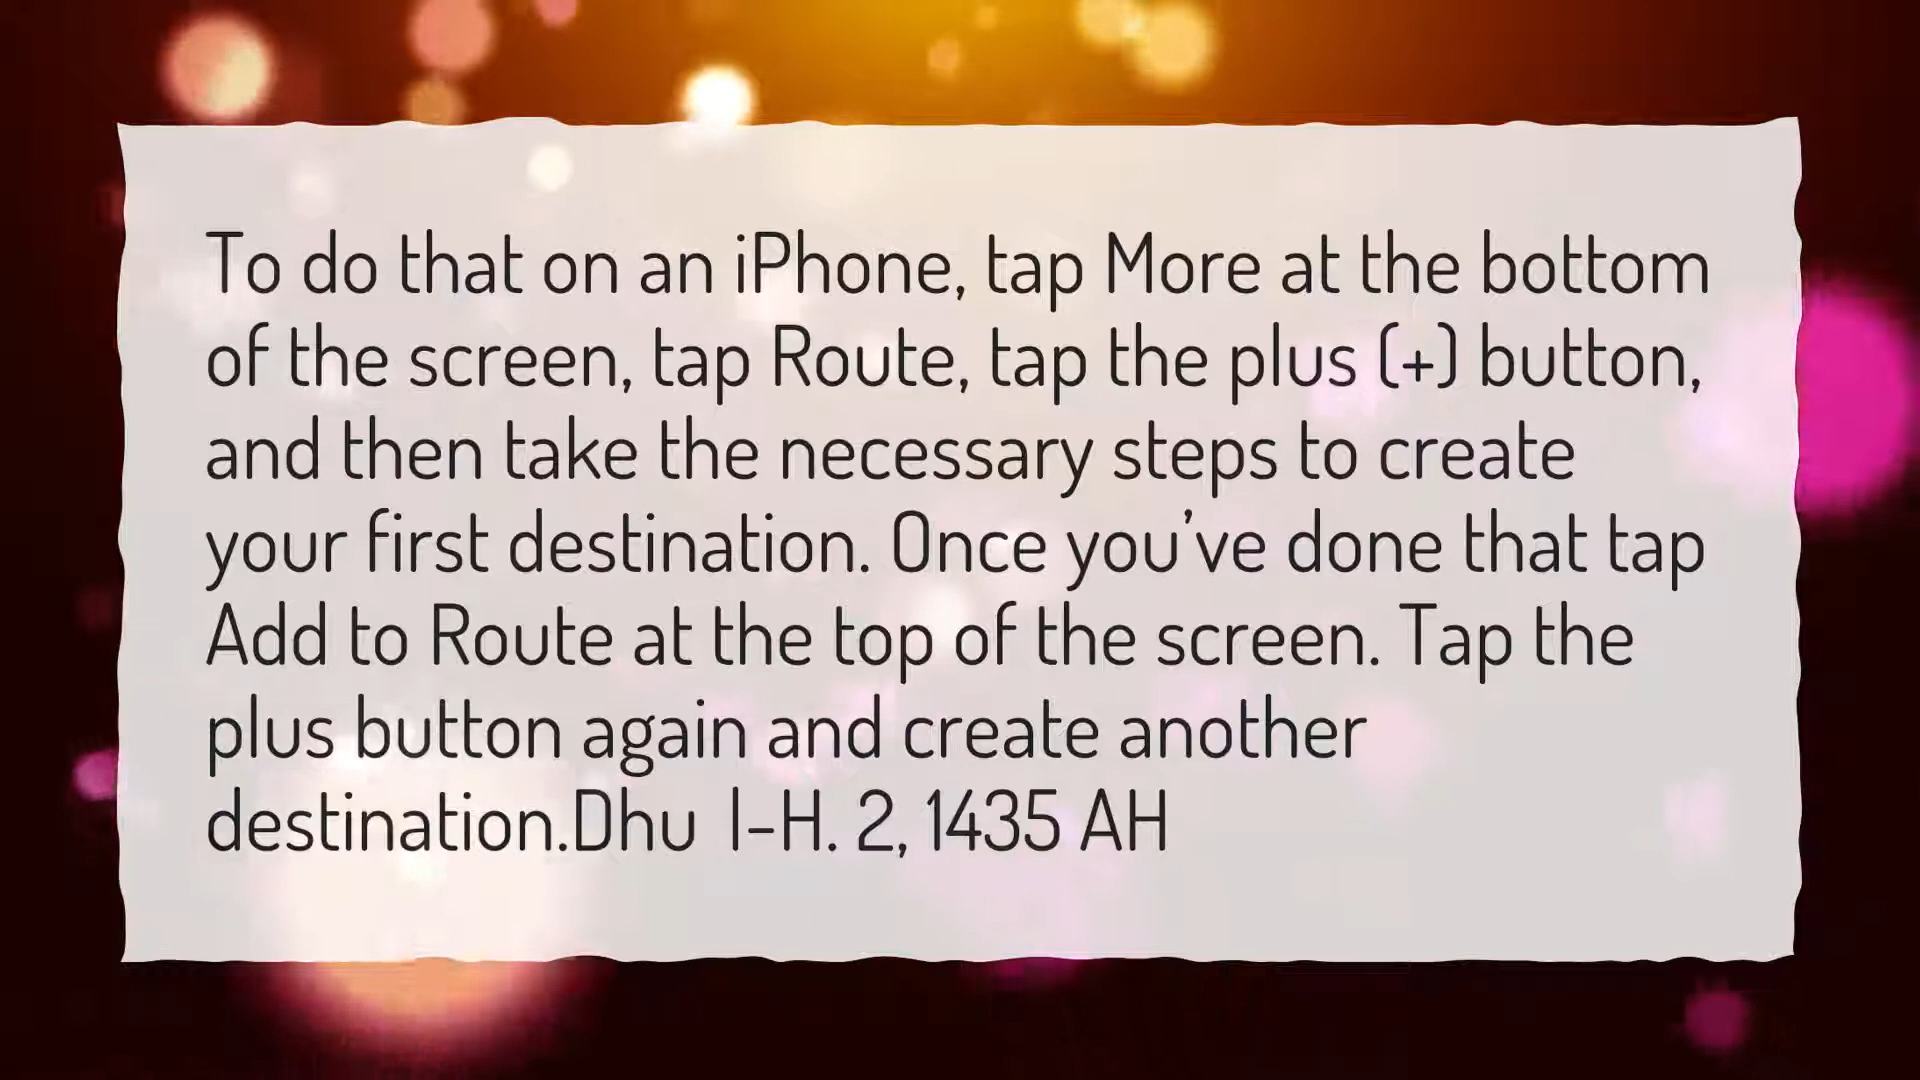 To do that on an iPhone, tap More at the bottom
of the screen, tap Route, tap the plus (+) button,
and then take the necessary steps to create
your first destination. Once you've done that tap
Add to Route at the top of the screen. Tap the
plus button again and create another
destination.Dhu l-H. 2, 1435 AH